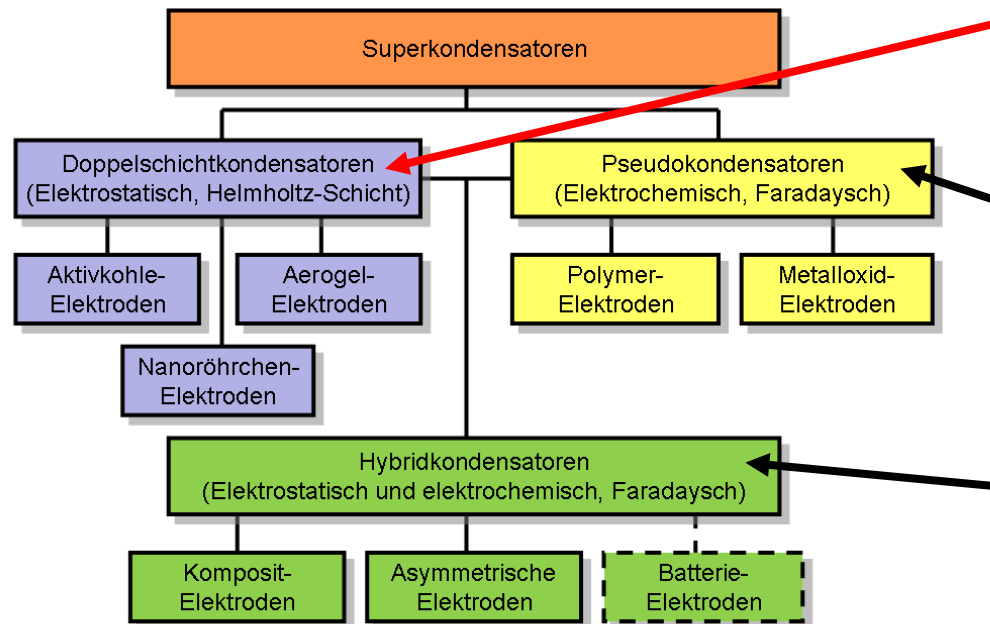 Superkondensatoren
Doppelschichtkondensatoren
(Elektrostatisch, Helmholtz-Schicht)
Pseudokondensatoren
(Elektrochemisch, Faradaysch)
Aktivkohle-
Elektroden
Aerogel-
Elektroden
Polymer-
Elektroden
Metalloxid-
Elektroden
Nanoröhrchen-
Elektroden
Hybridkondensatoren
(Elektrostatisch und elektrochemisch, Faradaysch)
Komposit-
Elektroden
Asymmetrische
Elektroden
Batterie-
Elektroden